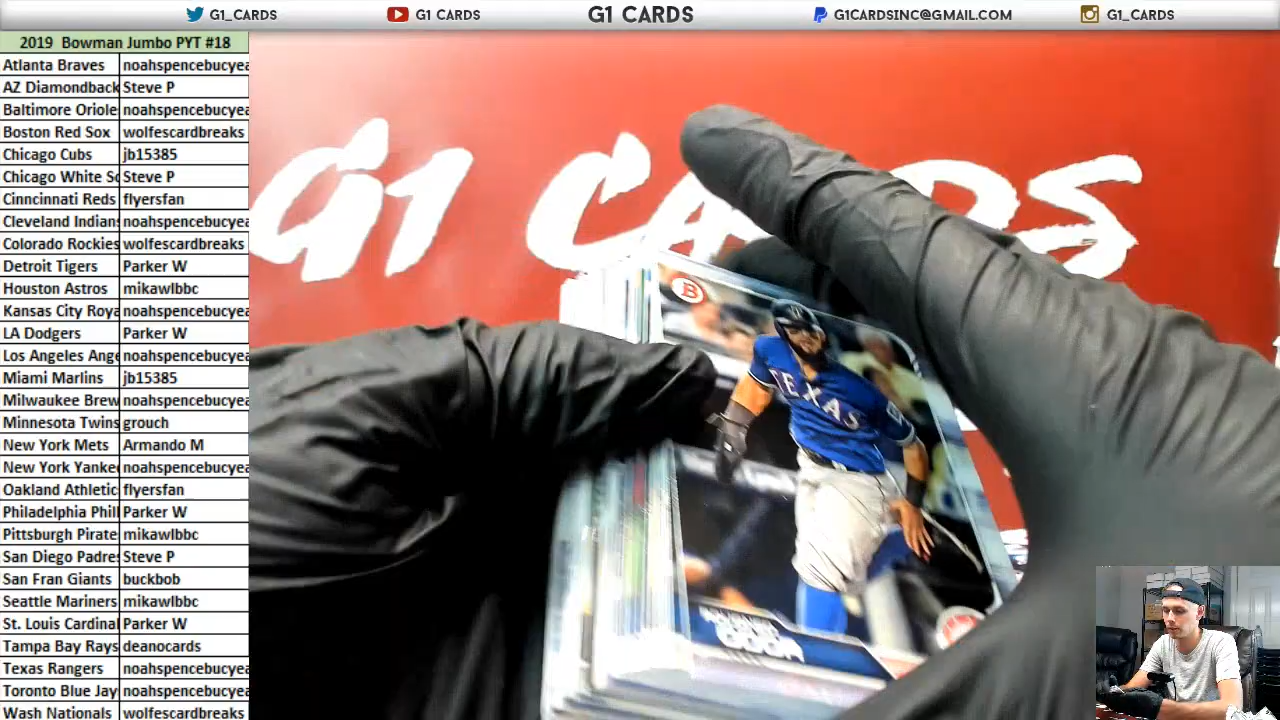 G1_CARDS
G1 CARDS
G1 CARDS
G1CARDSINC@GMAIL.COM
G1_CARDS
2019 Bowman Jumbo PYT #18
Atlanta Braves noahspencebucyea
AZ Diamondback Steve P
Baltimore Oriole noahspencebucyea
Boston Red Sox wolfescardbreaks
Chicago Cubs jb15385
Chicago White So Steve P
Cinncinnati Reds flyersfan
Cleveland Indians noahspencebucyea
Colorado Rockies wolfescardbreaks
Detroit Tigers Parker W
Houston Astros mikawlbbc
Kansas City Roya noahspencebucyea
LA Dodgers Parker W
Los Angeles Ange noahspencebucyea
Miami Marlins jb15385
Milwaukee Brew noahspencebucyea
Minnesota Twins grouch
New York Mets Armando M
New York Yanke noahspencebucyea
Oakland Athletic flyersfan
Philadelphia Phill Parker W
Pittsburgh Pirate mikawlbbc
San Diego Padre Steve P
San Fran Giants buckbob
Seattle Mariners mikawlbbc
St. Louis Cardinal Parker W
Tampa Bay Rays deanocards
Texas Rangers noahspencebucyea
Toronto Blue Jay noahspencebucyea
Wash Nationals wolfescardbreaks
G1 CARDS
B
TEXAS
ODOR